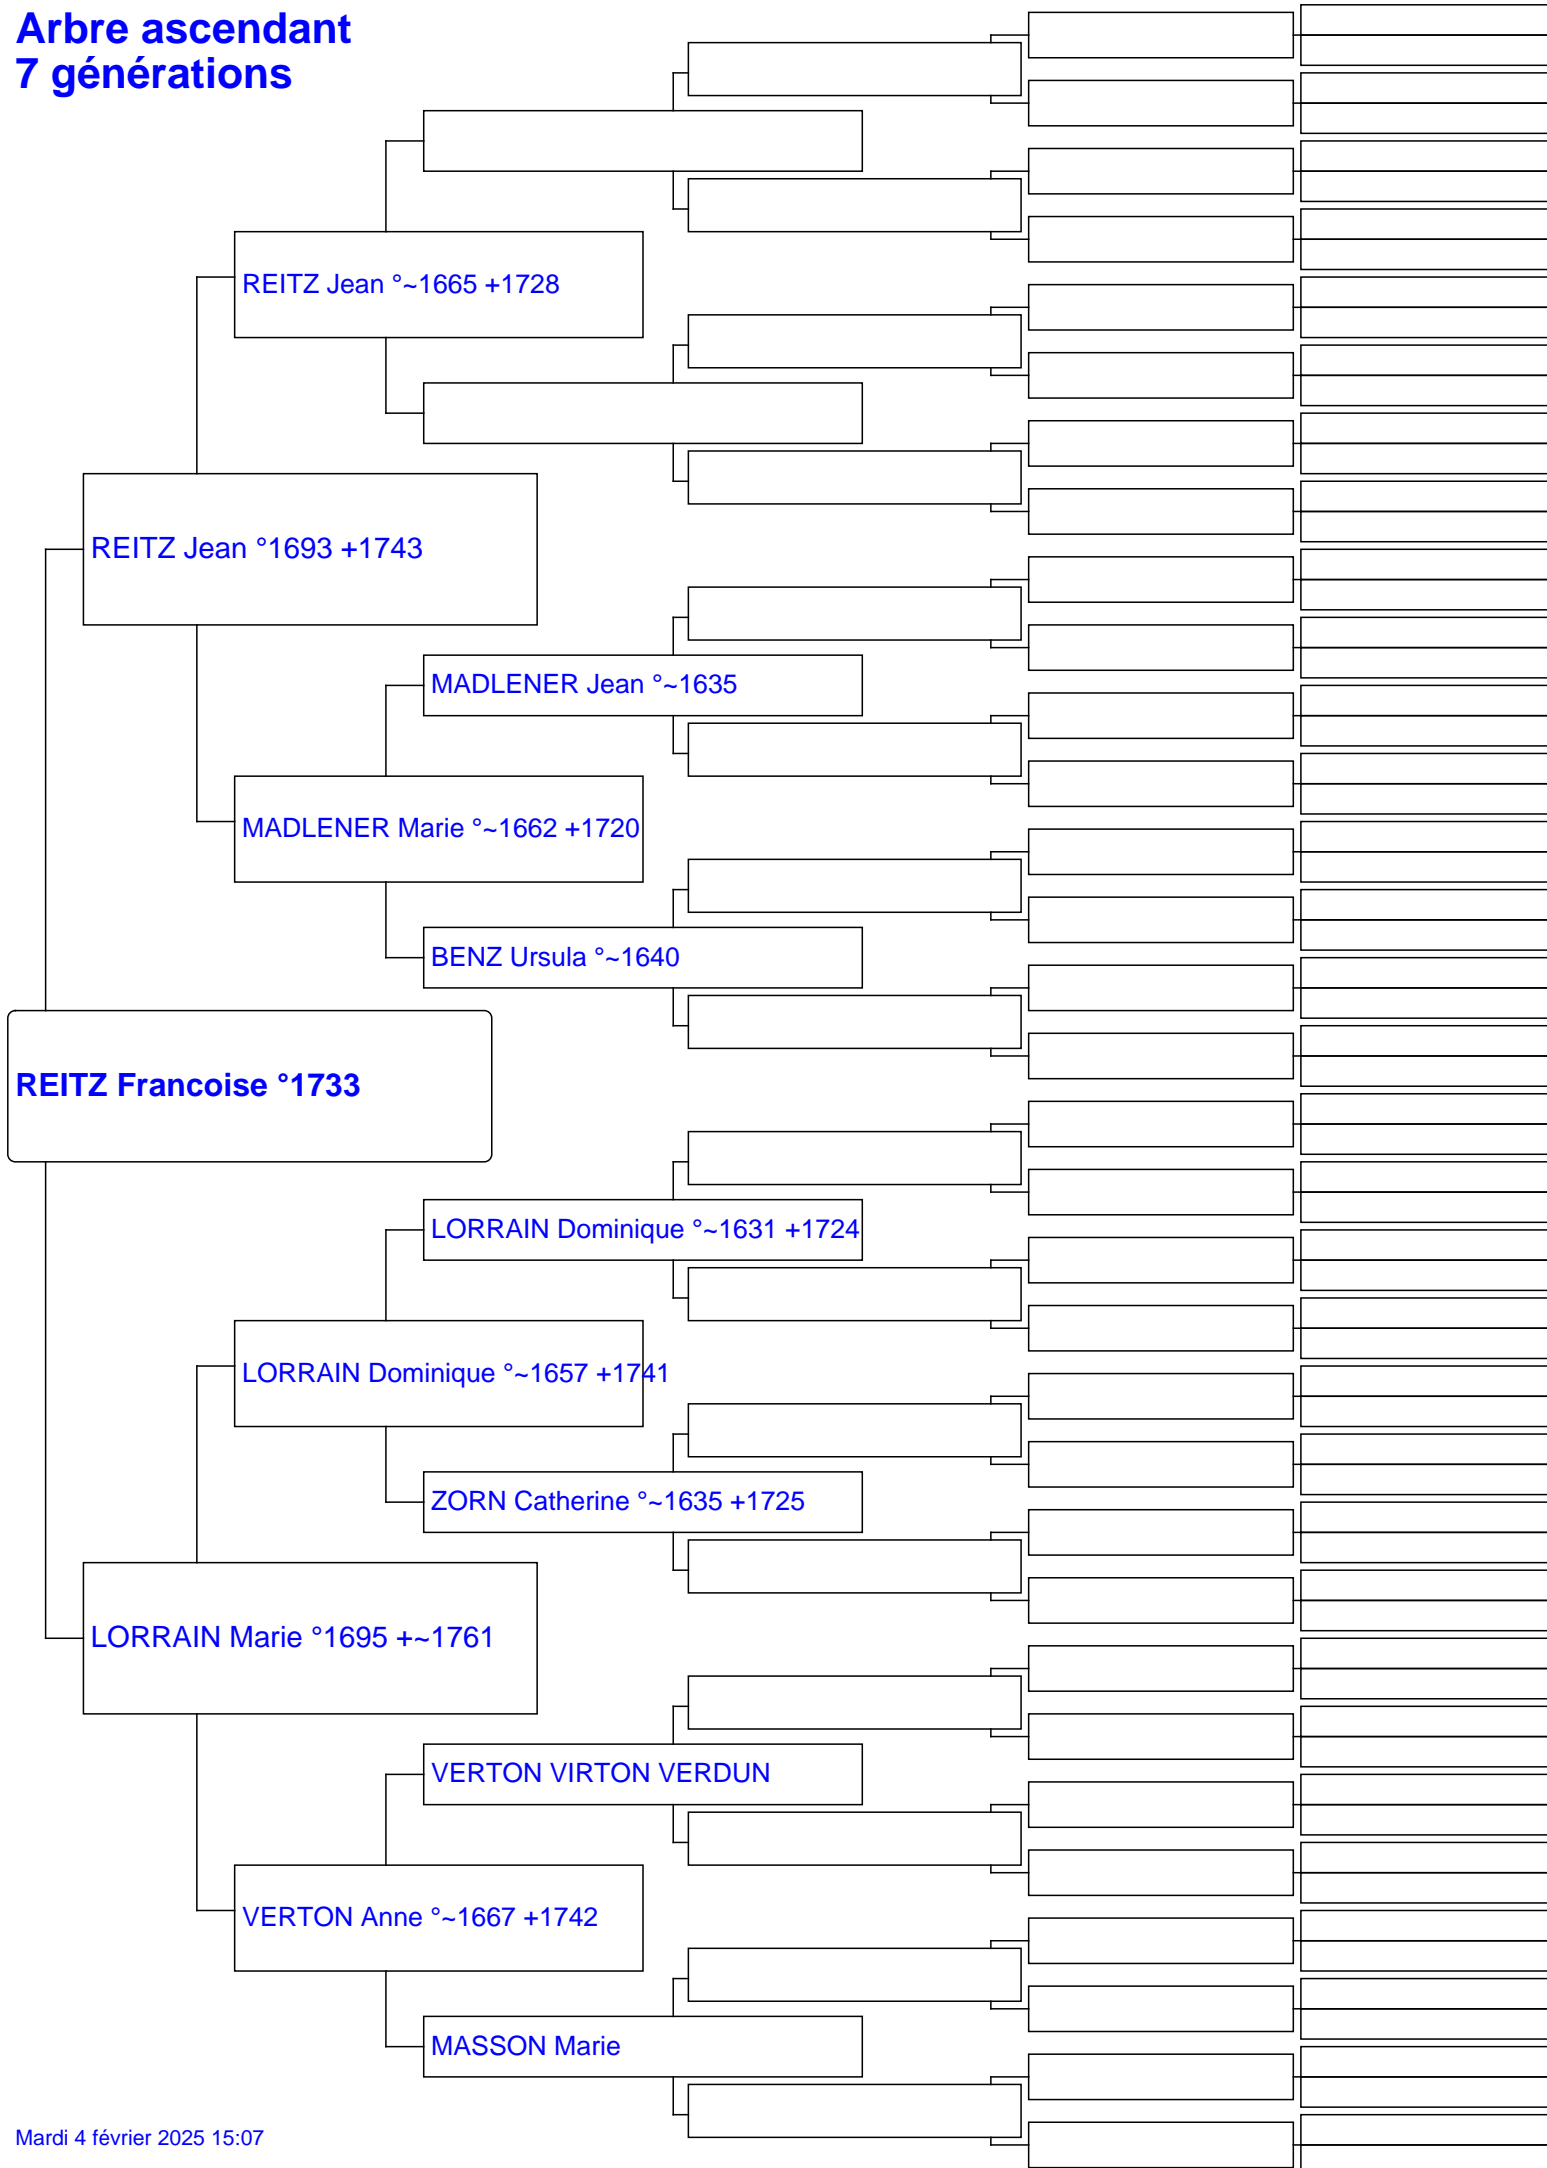 Arbre ascendant
7 générations
REITZ Jean °~1665 +1728
REITZ Jean °1693 +1743
MADLENER Jean °~1635
MADLENER Marie °~1662 +1720
BENZ Ursula °~1640
REITZ Francoise °1733
LORRAIN Dominique °~1631 +1724
LORRAIN Dominique °~1657 +1741
ZORN Catherine °~1635 +1725
LORRAIN Marie °1695 +~1761
VERTON VIRTON VERDUN
VERTON Anne °~1667 +1742
MASSON Marie
Mardi 4 février 2025 15:07